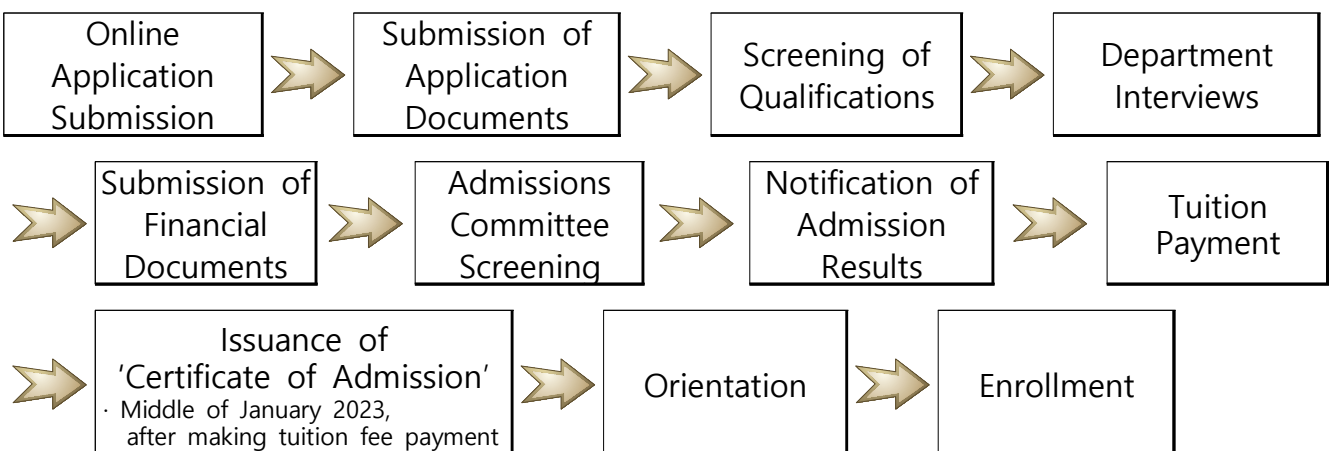 Online
Application
Submission
Submission of
Application
Documents
Screening of
Qualifications
Department
Interviews
Submission of
Financial
Documents
Admissions
Committee
Screening
Notification of
Admission
Results
Tuition
Payment
Issuance of
'Certificate of Admission'
· Middle of January 2023,
after making tuition fee payment
Orientation
Enrollment